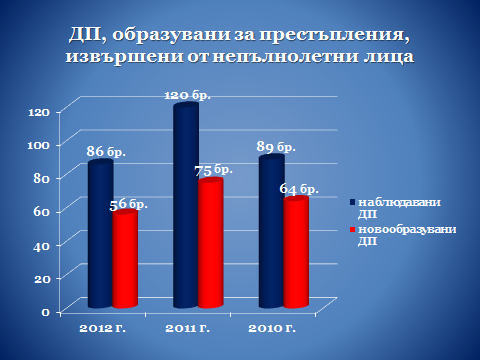 ДП, образувани за престъпления,
извършени от непълнолетни лица
120
100
80
60
40
20
0
86 бр.
56 бр.
120 бр.
75 бр.
89 бр.
64 бр.
2012 г.
2011 г.
2010 г.
наблюдавани
ДП
новообразувани
ДП